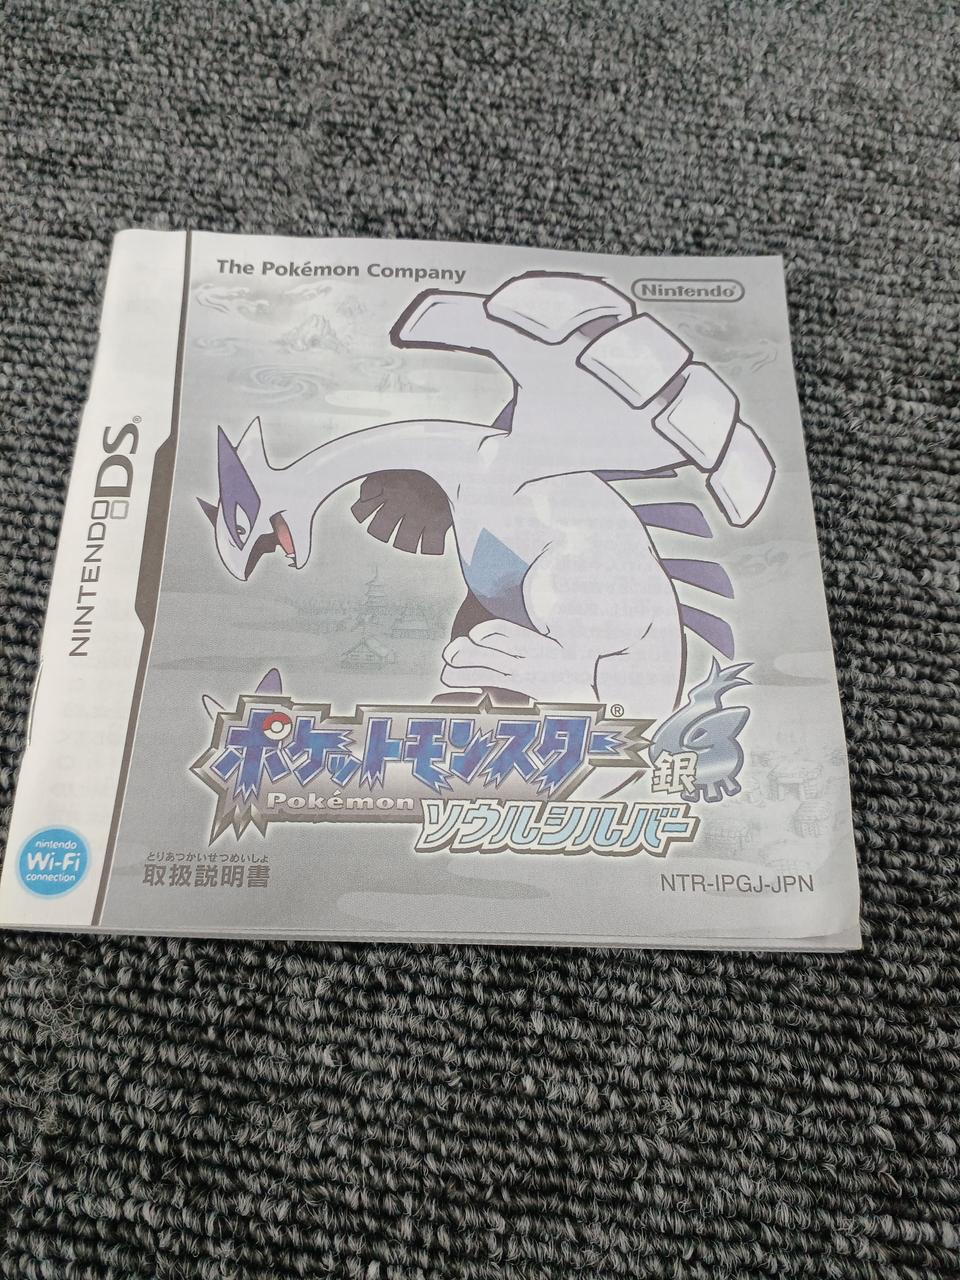 The Pokémon Company
Nintendo®
NINTENDO DS®
ポケットモンスター®
Pokémon
銀
ソウルシルバー
nintendo
Wi-Fi
connection
とりあつかいせつめいしょ
取扱説明書
NTR-IPGJ-JPN